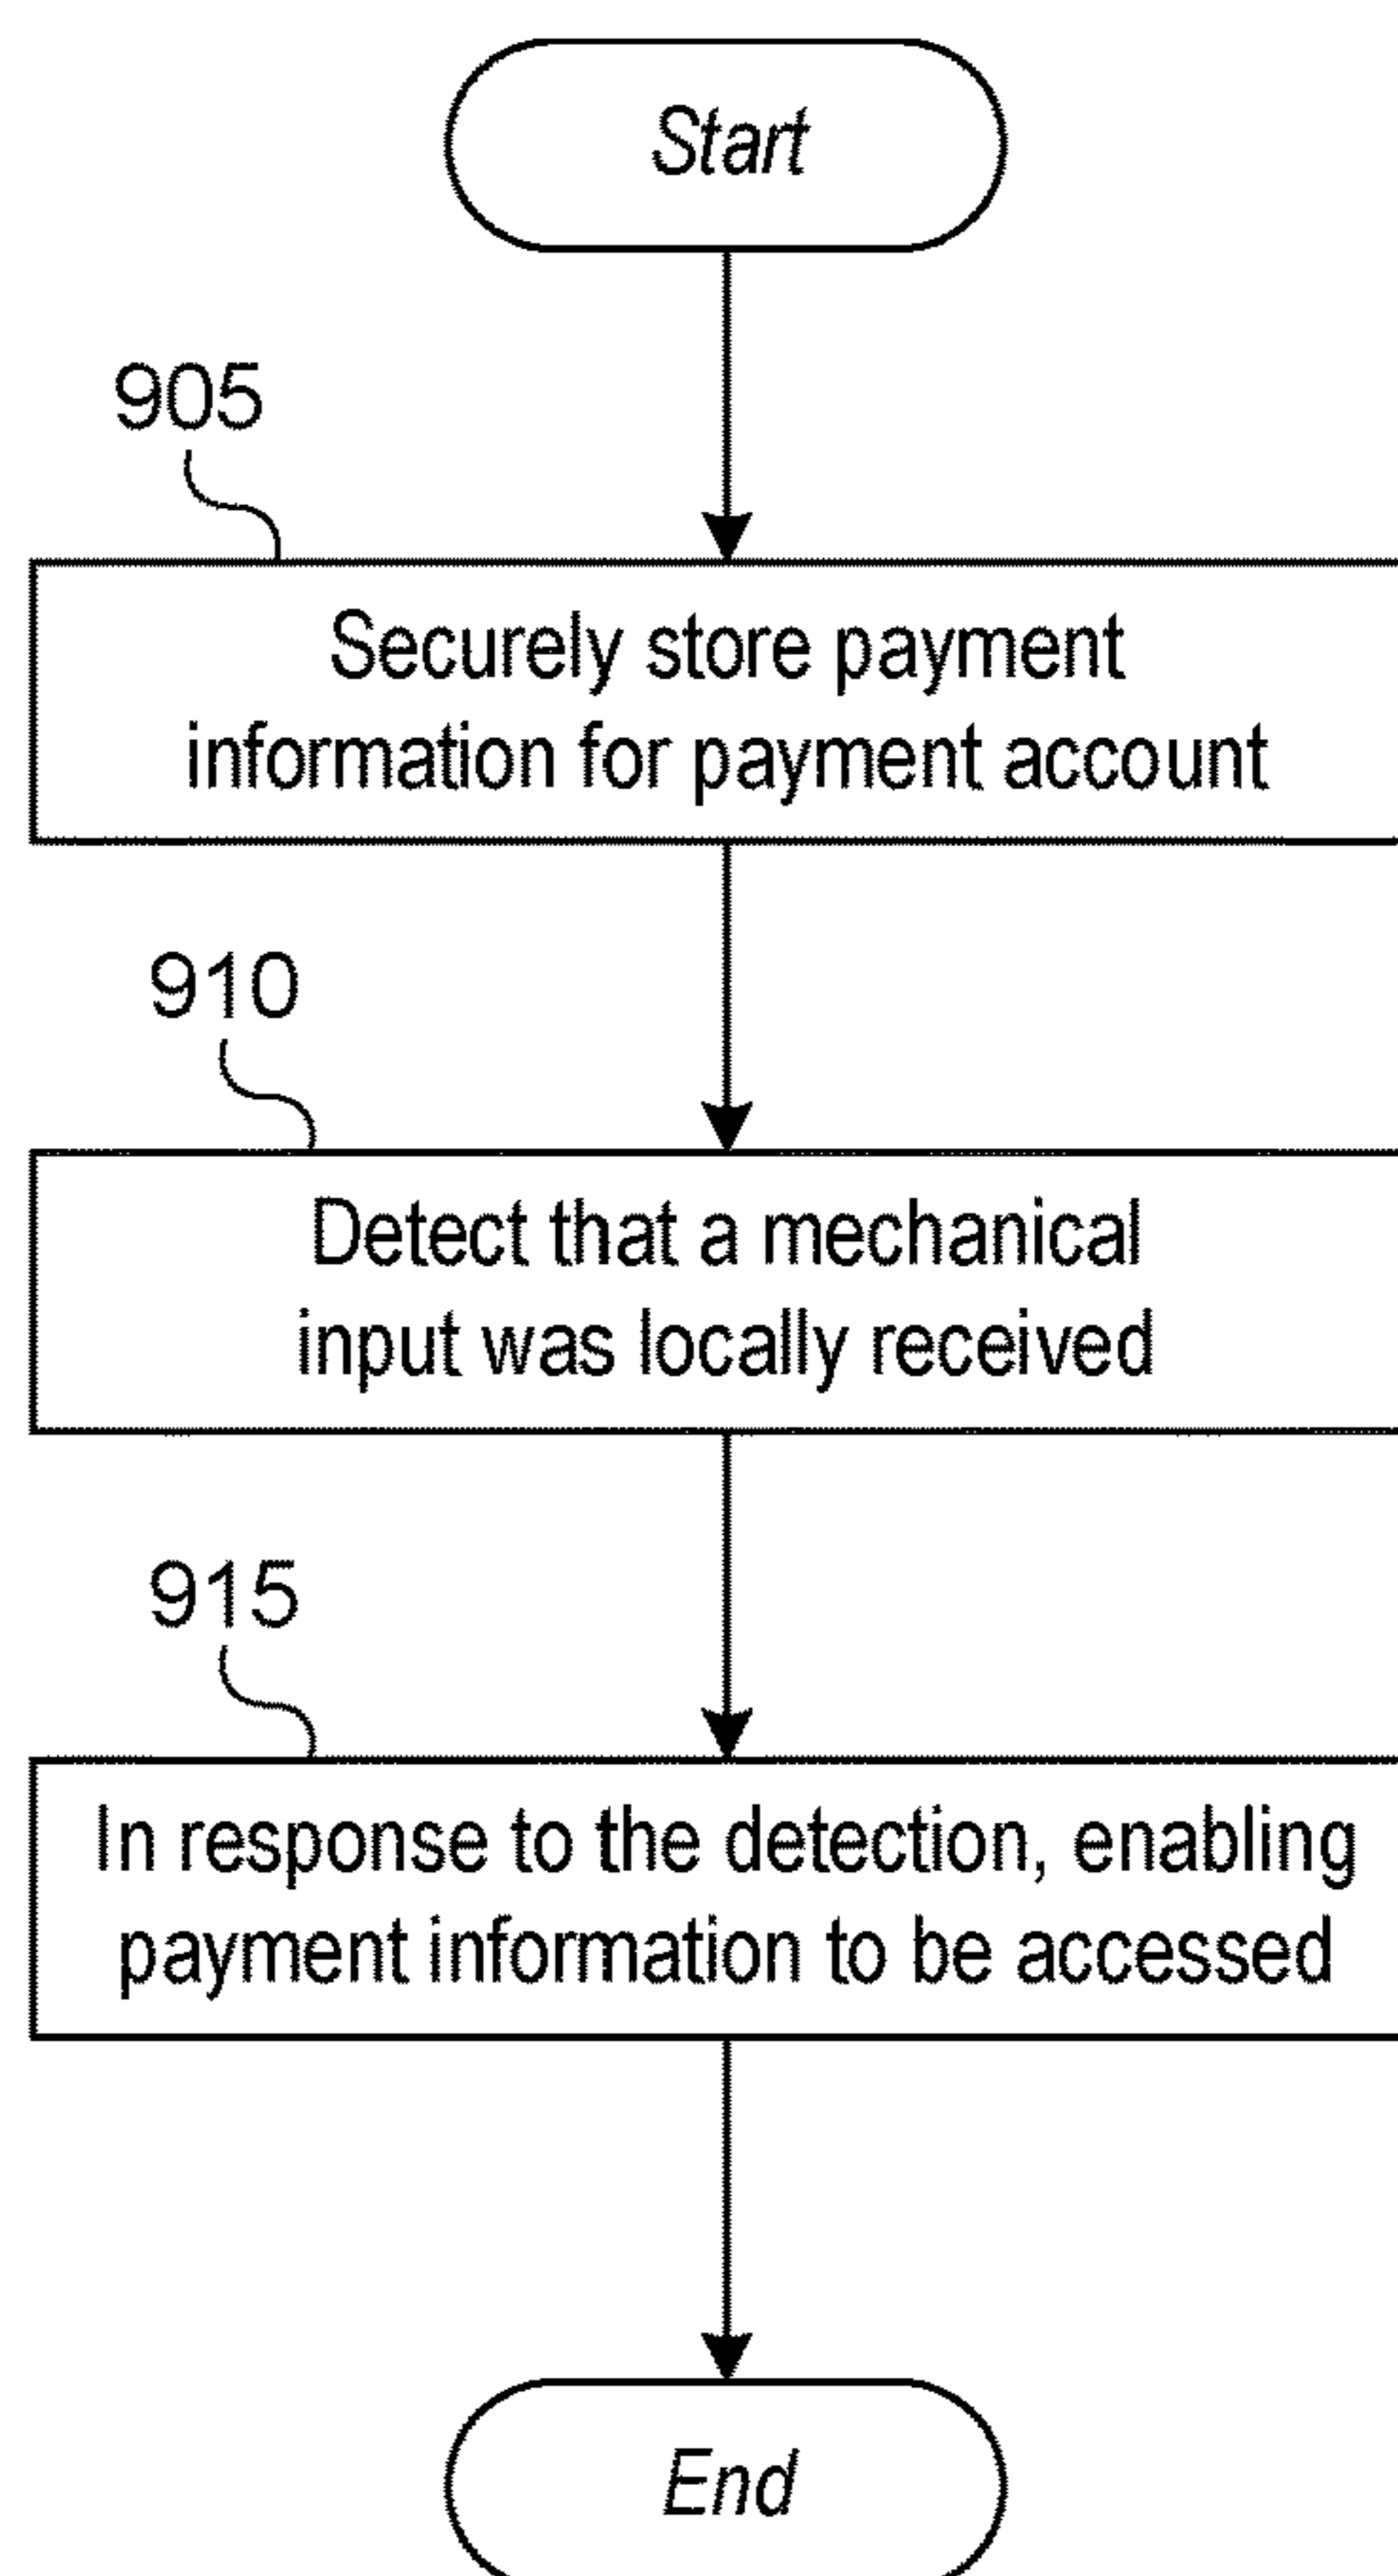 Start
905
Securely store payment
information for payment account
910
Detect that a mechanical
input was locally received
915
In response to the detection, enabling
payment information to be accessed
End